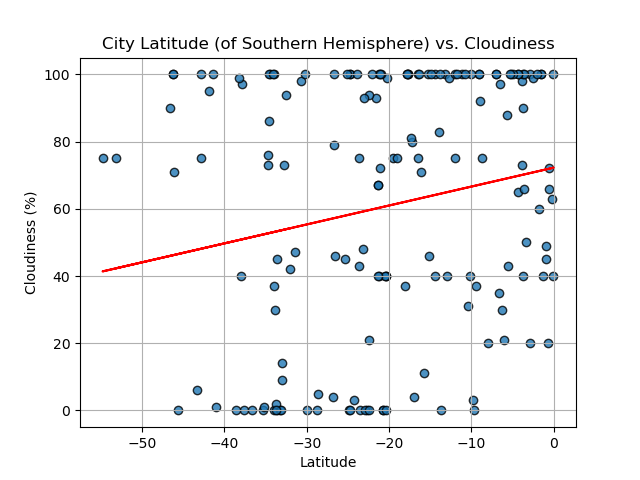 City Latitude (of Southern Hemisphere) vs. Cloudiness
100
80
60
40
20
0
Cloudiness (%)
−50 −40 −30 −20 −10 0
Latitude